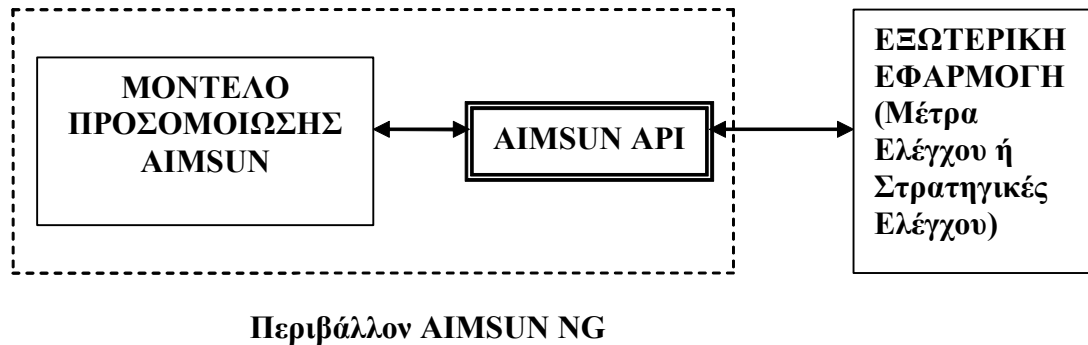 ΜΟΝΤΕΛΟ
ΠΡΟΣΟΜΟΙΩΣΗΣ
AIMSUN
AIMSUN API
ΕΞΩΤΕΡΙΚΗ
ΕΦΑΡΜΟΓΗ
(Μέτρα
Ελέγχου ή
Στρατηγικές
Ελέγχου)
Περιβάλλον AIMSUN NG